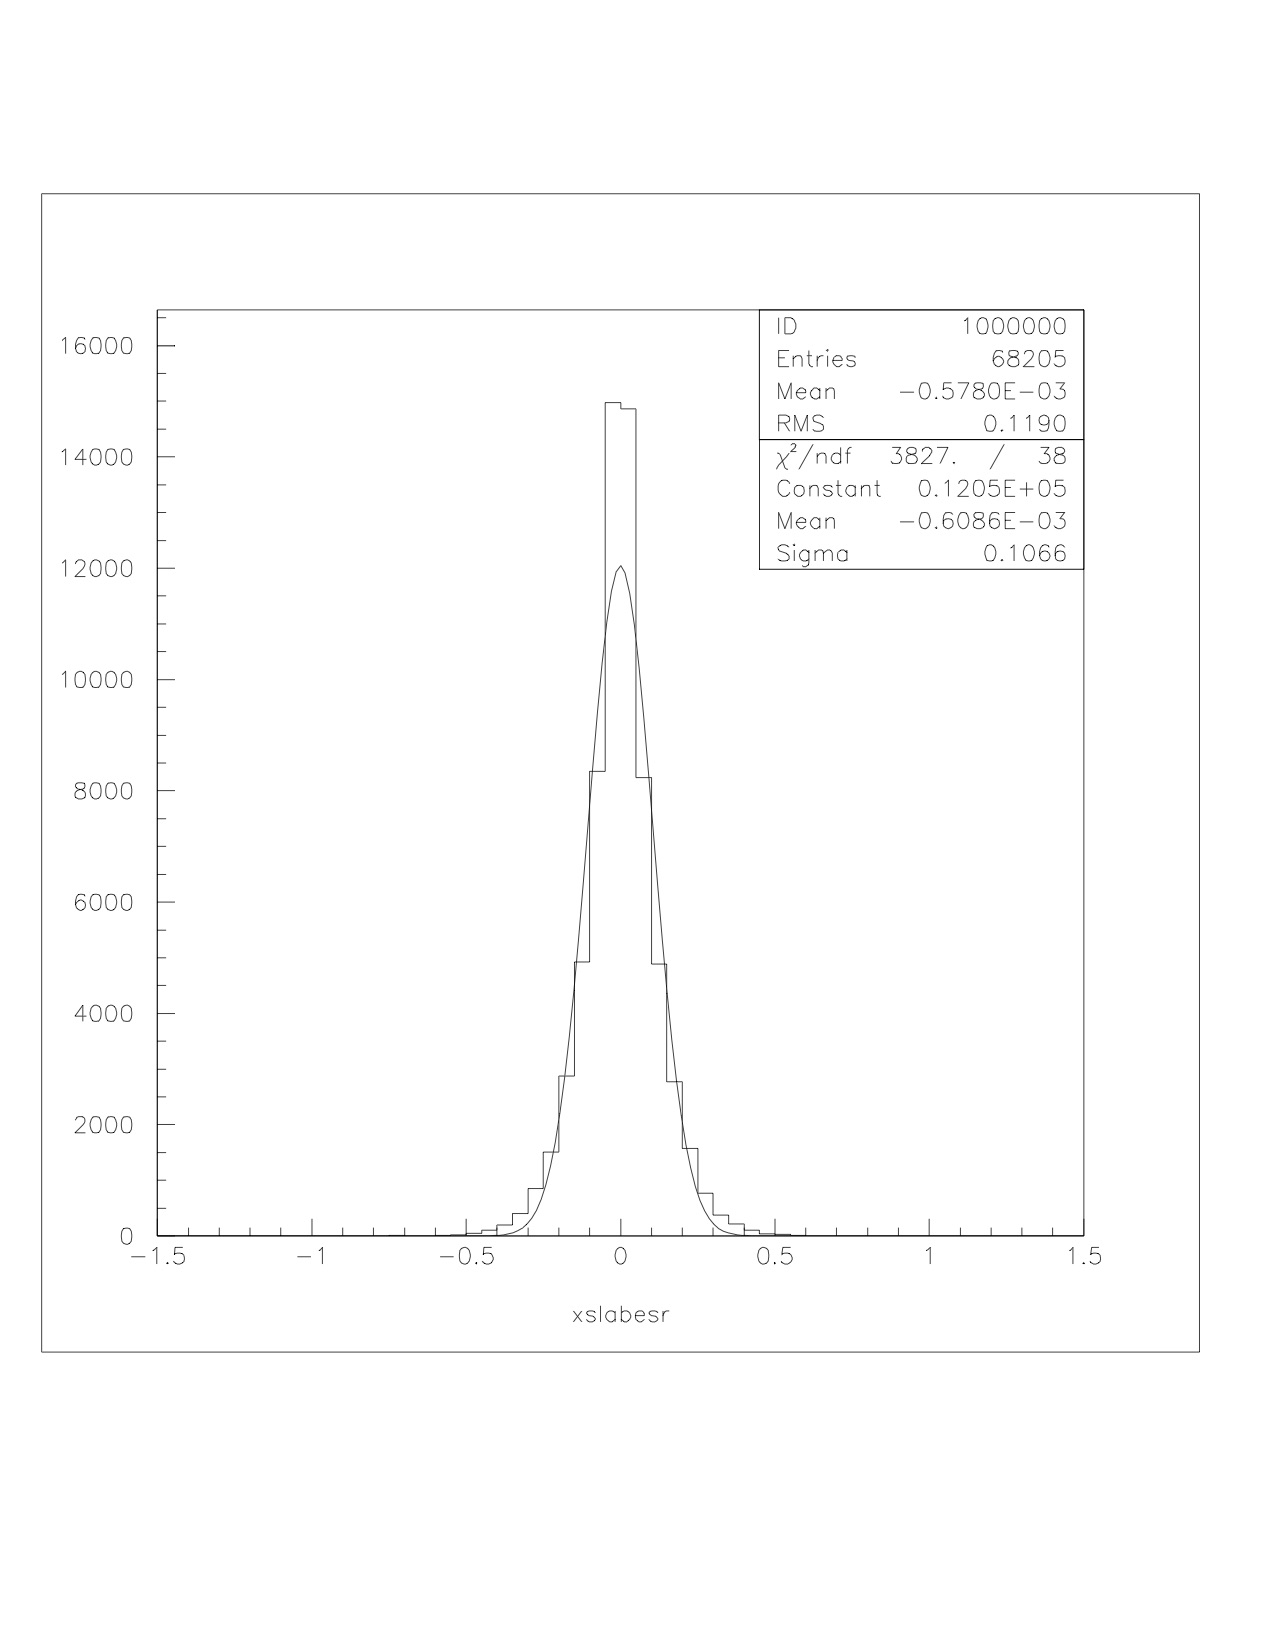 ID 1000000
Entries 68205
Mean −0.5780E−03
RMS 0.1190
χ²/ndf 3827. / 38
Constant 0.1205E+05
Mean −0.6086E−03
Sigma 0.1066
16000
14000
12000
10000
8000
6000
4000
2000
0
−1.5 −1 −0.5 0 0.5 1 1.5
xslabesr